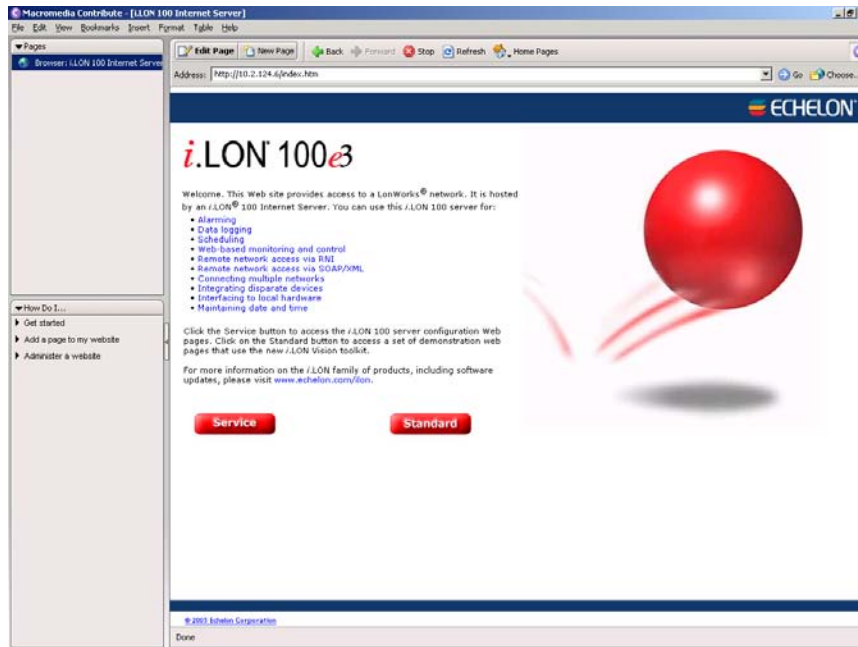 Macromedia Contribute - [i.LON 100 Internet Server]
File Edit View Bookmarks Insert Format Table Help
Pages
Browser: i.LON 100 Internet Serve
Edit Page New Page Back Forward Stop Refresh Home Pages
Address: http://10.2.124.6/index.htm Go Choose..
ECHELON
i.LON 100e3
Welcome. This Web site provides access to a LonWorks® network. It is hosted
by an i.LON® 100 Internet Server. You can use this i.LON 100 server for:
• Alarming
• Data logging
• Scheduling
• Web-based monitoring and control
• Remote network access via RNI
• Remote network access via SOAP/XML
• Connecting multiple networks
• Integrating disparate devices
• Interfacing to local hardware
• Maintaining date and time
How Do I...
Get started
Add a page to my website
Administer a website
Click the Service button to access the i.LON 100 server configuration Web
pages. Click on the Standard button to access a set of demonstration web
pages that use the new i.LON Vision toolkit.
For more information on the i.LON family of products, including software
updates, please visit www.echelon.com/ilon.
Service Standard
© 2003 Echelon Corporation
Done